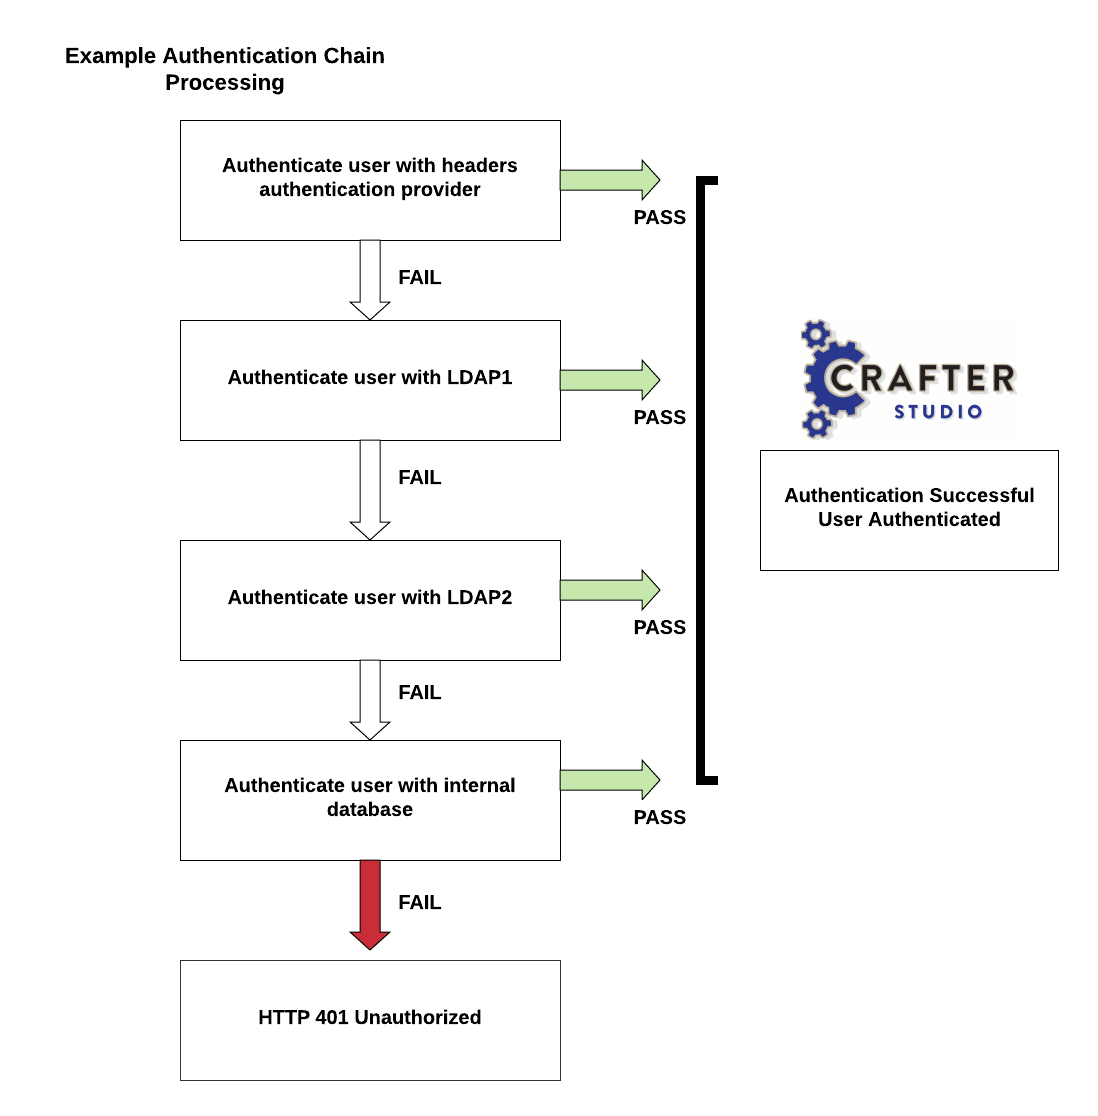 Example Authentication Chain
Processing
Authenticate user with headers
authentication provider
PASS
FAIL
Authenticate user with LDAP1
PASS
FAIL
Authenticate user with LDAP2
PASS
FAIL
Authenticate user with internal
database
PASS
FAIL
HTTP 401 Unauthorized
CRAFTER
STUDIO
Authentication Successful
User Authenticated